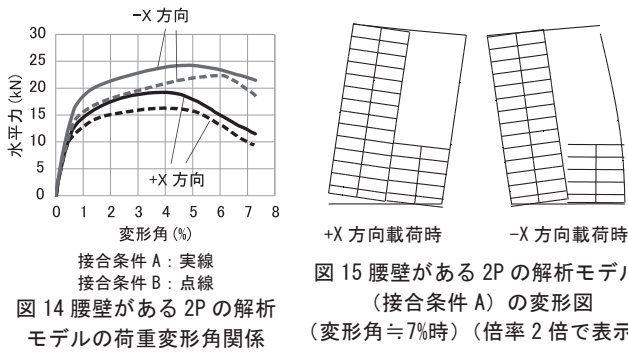 -X 方向
30
25
20
15
10
5
0
水平力(kN)
+X 方向
0 1 2 3 4 5 6 7 8
変形角(%)
接合条件 A：実線
接合条件 B：点線
図 14 腰壁がある 2P の解析
モデルの荷重変形角関係
+X 方向載荷時
-X 方向載荷時
図 15 腰壁がある 2P の解析モデル
（接合条件 A）の変形図
（変形角≒7%時）（倍率 2 倍で表示